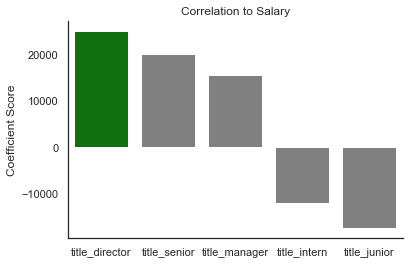 Correlation to Salary
Coefficient Score
20000
10000
0
−10000
title_director title_senior title_manager title_intern title_junior